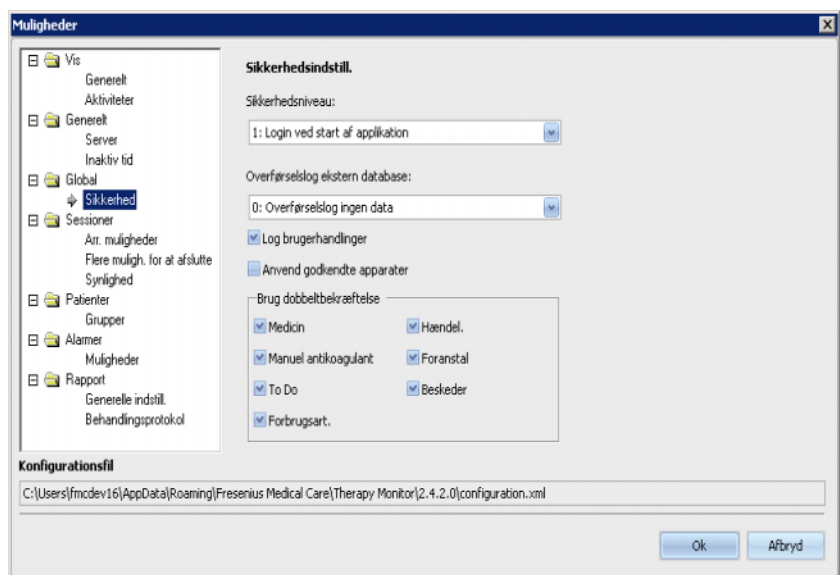 Muligheder
Vis
Generelt
Aktiviteter
Generelt
Server
Inaktiv tid
Global
Sikkerhed
Sessioner
Arr. muligheder
Flere muligh. for at afslutte
Synlighed
Patienter
Grupper
Alarmer
Muligheder
Rapport
Generelle indstill.
Behandlingsprotokol
Sikkerhedsindstill.
Sikkerhedsniveau:
1: Login ved start af applikation
Overførselslog ekstern database:
0: Overførselslog ingen data
Log brugerhandlinger
Anvend godkendte apparater
Brug dobbeltbekræftelse
Medicin
Hændel.
Manuel antikoagulant
Foranstal
To Do
Beskeder
Forbrugsart.
Konfigurationsfil
C:\Users\fmcdev16\AppData\Roaming\Fresenius Medical Care\Therapy Monitor\2.4.2.0\configuration.xml
Ok
Afbryd